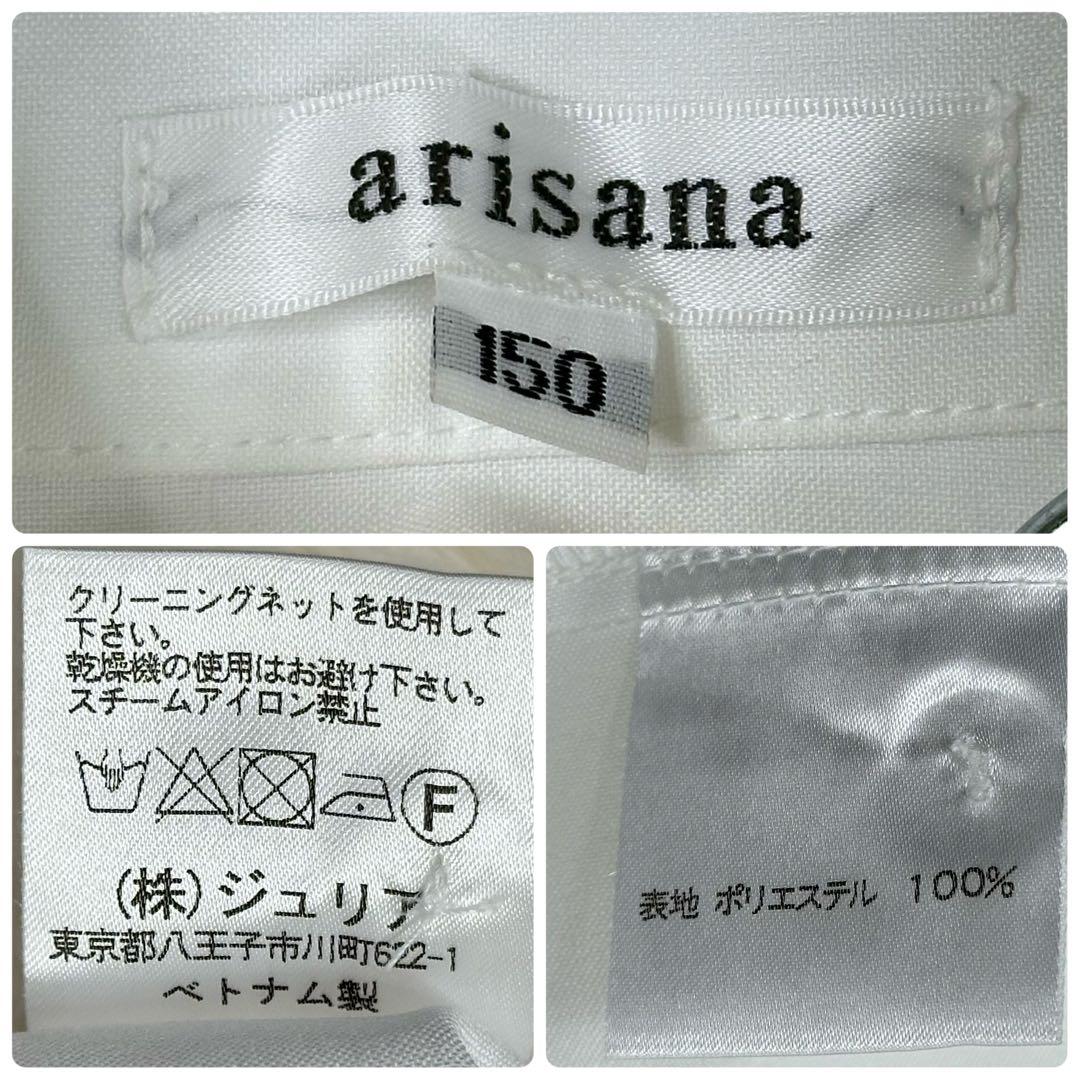 arisana
150
クリーニングネットを使用して
下さい。
乾燥機の使用はお避け下さい。
スチームアイロン禁止
F
(株)ジュリア
東京都八王子市川町622-1
ベトナム製
表地 ポリエステル 100%